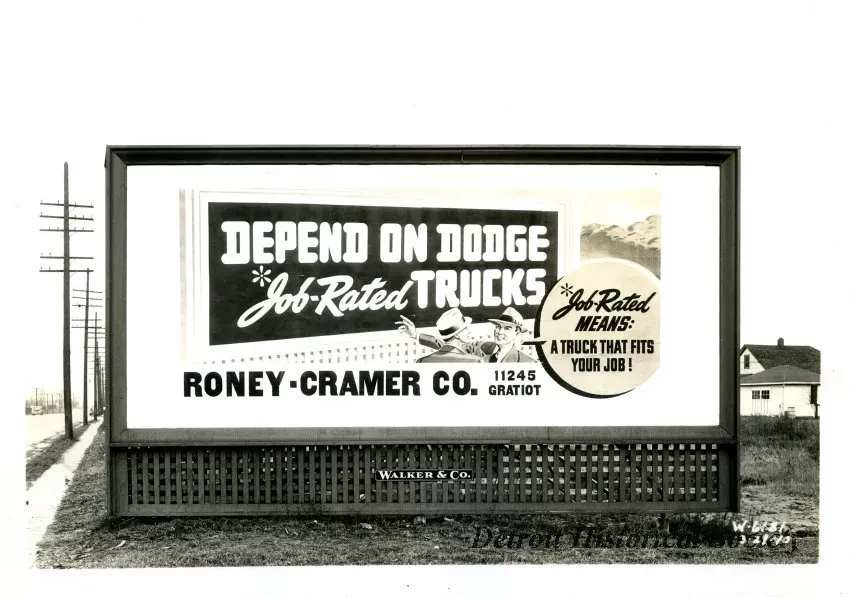 DEPEND ON DODGE
*Job-Rated TRUCKS
*Job-Rated
MEANS:
A TRUCK THAT FITS
YOUR JOB!
RONEY-CRAMER CO.
11245
GRATIOT
WALKER & CO.
Detroit Historical Society